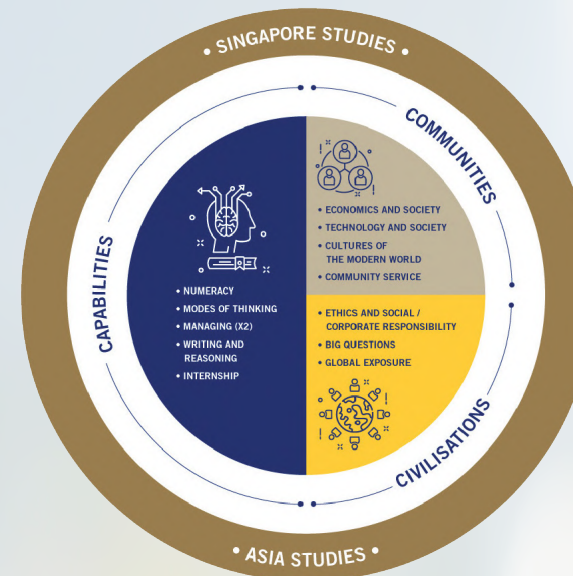 • SINGAPORE STUDIES •
COMMUNITIES
CAPABILITIES
CIVILISATIONS
• NUMERACY
• MODES OF THINKING
• MANAGING (X2)
• WRITING AND
REASONING
• INTERNSHIP
• ECONOMICS AND SOCIETY
• TECHNOLOGY AND SOCIETY
• CULTURES OF
THE MODERN WORLD
• COMMUNITY SERVICE
• ETHICS AND SOCIAL /
CORPORATE RESPONSIBILITY
• BIG QUESTIONS
• GLOBAL EXPOSURE
• ASIA STUDIES •